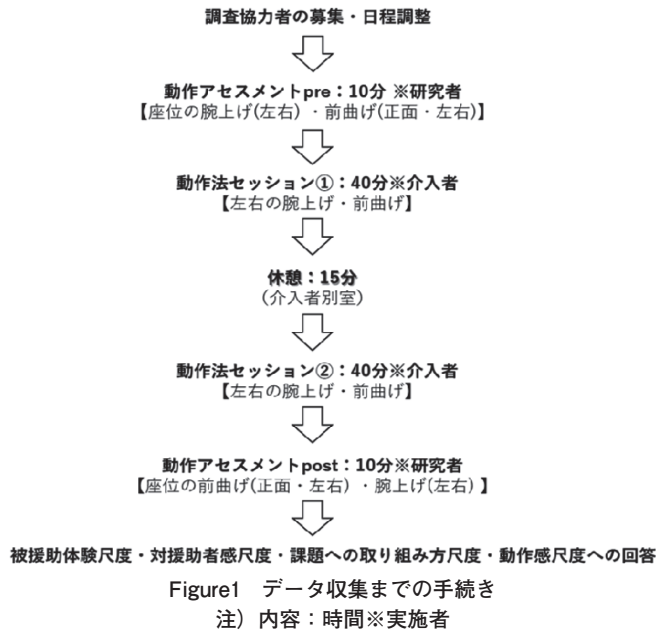 調査協力者の募集・日程調整
動作アセスメントpre：10分 ※研究者
【座位の腕上げ(左右) ・前曲げ(正面・左右)】
動作法セッション①：40分※介入者
【左右の腕上げ・前曲げ】
休憩：15分
(介入者別室)
動作法セッション②：40分※介入者
【左右の腕上げ・前曲げ】
動作アセスメントpost：10分※研究者
【座位の前曲げ(正面・左右) ・腕上げ(左右) 】
被援助体験尺度・対援助者感尺度・課題への取り組み方尺度・動作感尺度への回答
Figure1　データ収集までの手続き
注）内容：時間※実施者